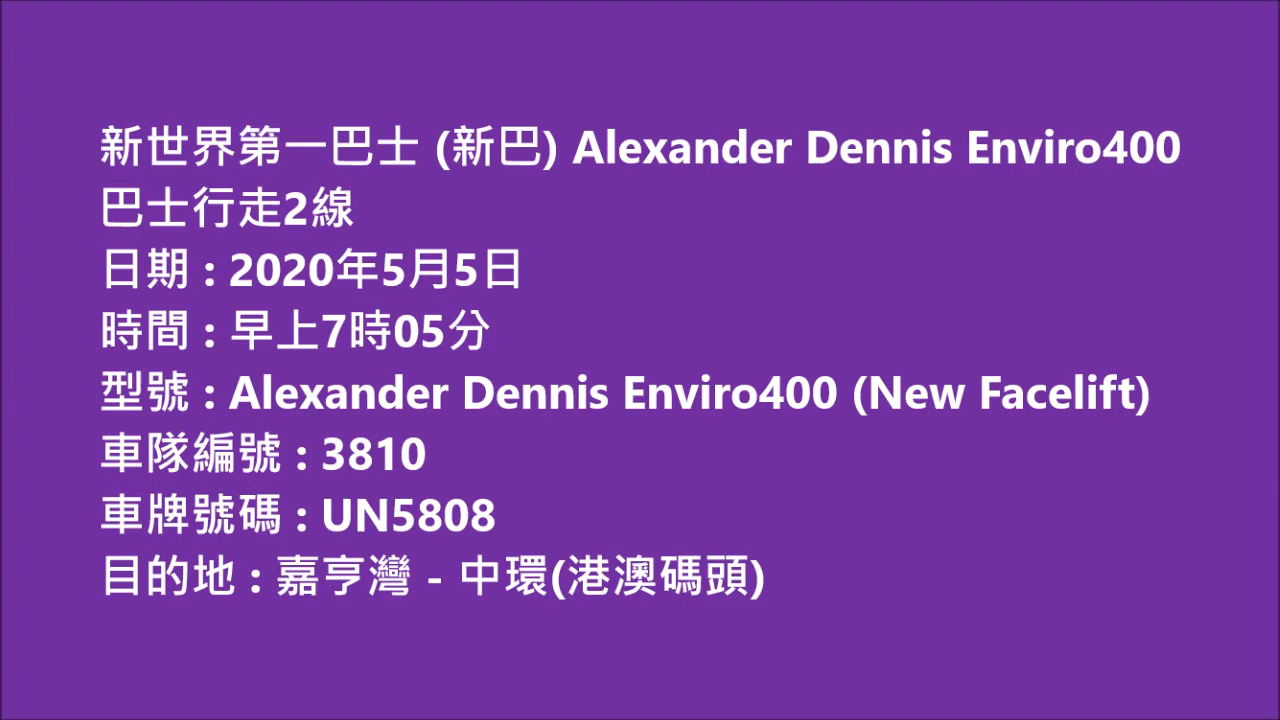 新世界第一巴士 (新巴) Alexander Dennis Enviro400
巴士行走2線
日期 : 2020年5月5日
時間 : 早上7時05分
型號 : Alexander Dennis Enviro400 (New Facelift)
車隊編號 : 3810
車牌號碼 : UN5808
目的地 : 嘉亨灣 - 中環(港澳碼頭)